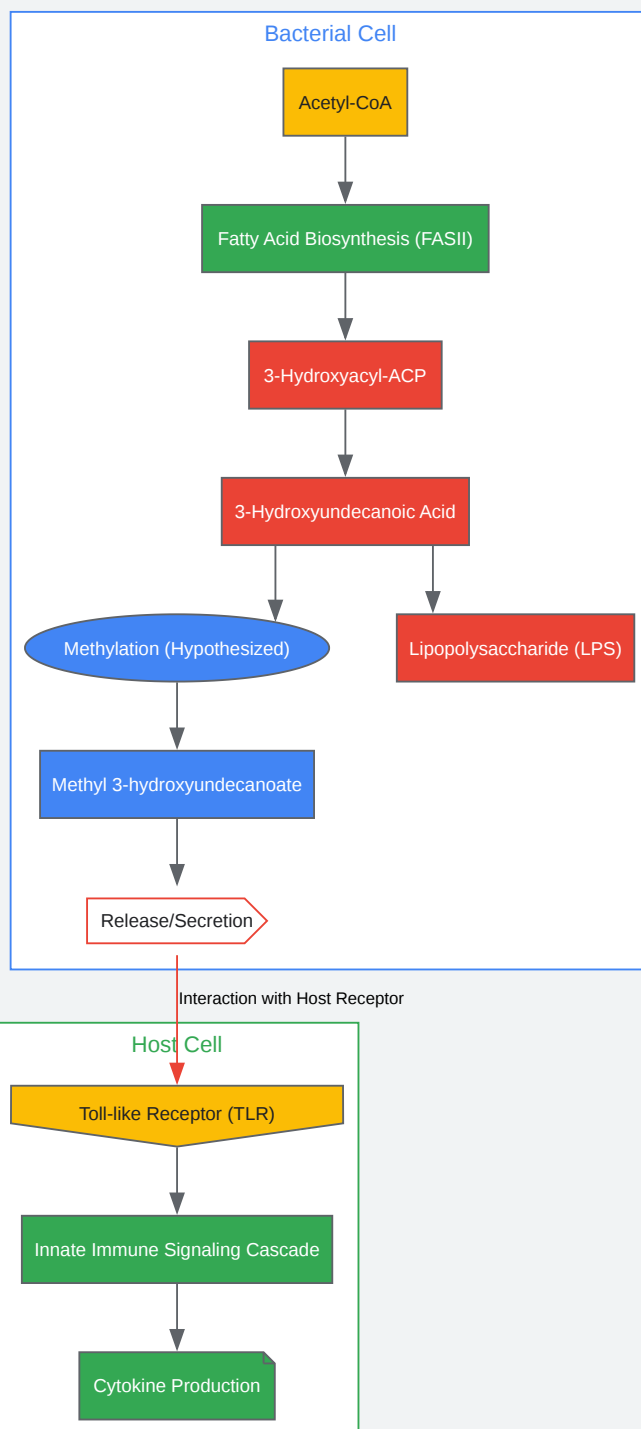 Bacterial Cell
Acetyl-CoA
Fatty Acid Biosynthesis (FASII)
3-Hydroxyacyl-ACP
3-Hydroxyundecanoic Acid
Methylation (Hypothesized)
Lipopolysaccharide (LPS)
Methyl 3-hydroxyundecanoate
Release/Secretion
Interaction with Host Receptor
Host Cell
Toll-like Receptor (TLR)
Innate Immune Signaling Cascade
Cytokine Production